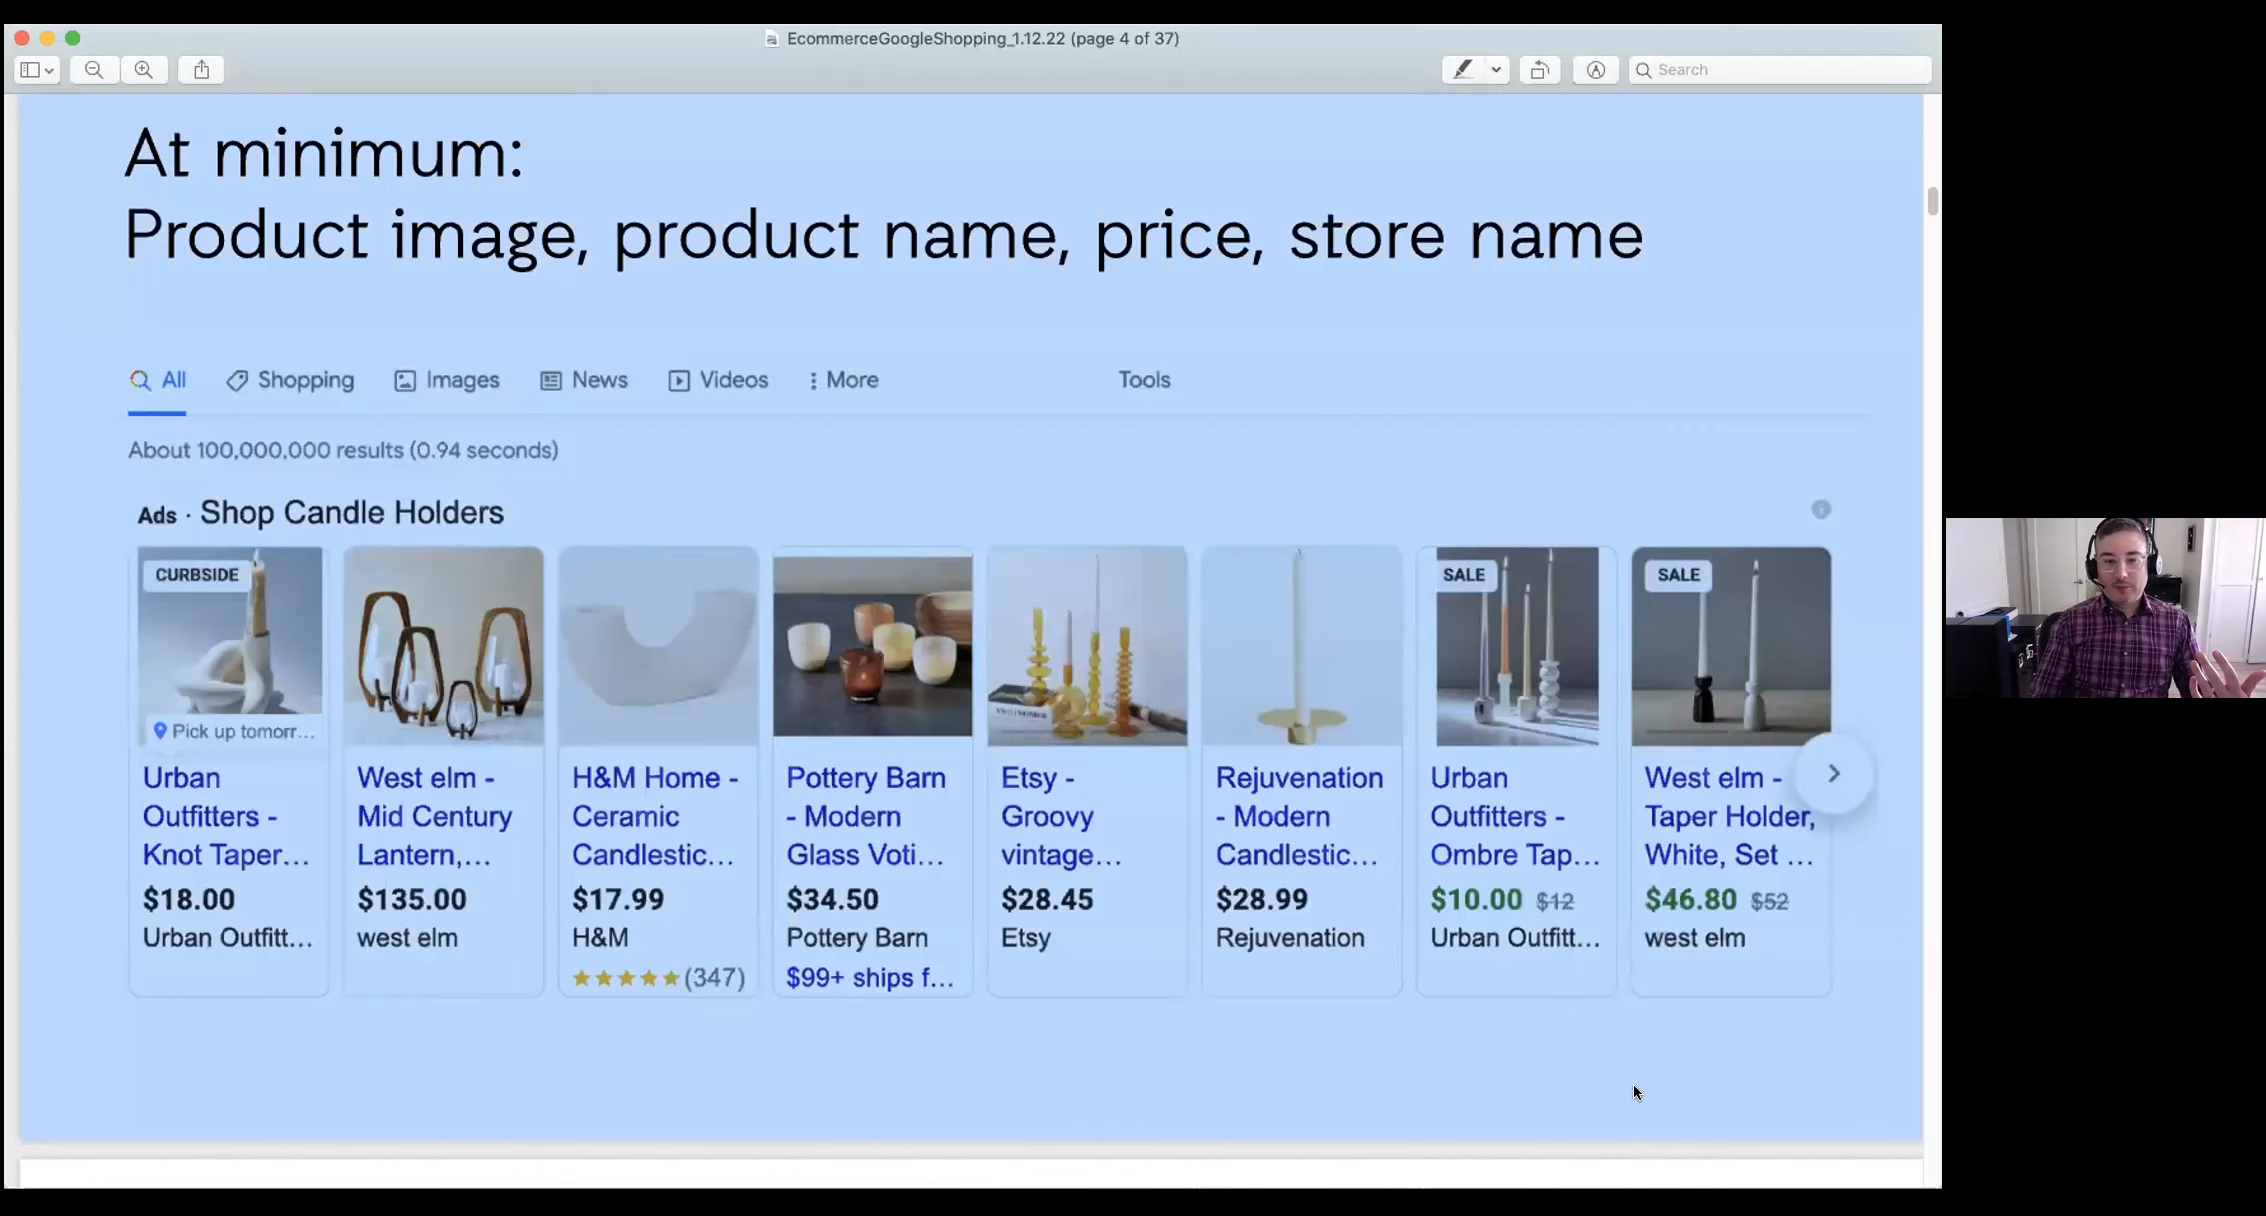 EcommerceGoogleShopping_1.12.22 (page 4 of 37)
Search
At minimum:
Product image, product name, price, store name
All
Shopping
Images
News
Videos
More
Tools
About 100,000,000 results (0.94 seconds)
Ads · Shop Candle Holders
CURBSIDE
Pick up tomorr...
Urban
Outfitters -
Knot Taper...
$18.00
Urban Outfitt...
West elm -
Mid Century
Lantern,...
$135.00
west elm
H&M Home -
Ceramic
Candlestic...
$17.99
H&M
(347)
Pottery Barn
- Modern
Glass Voti...
$34.50
Pottery Barn
$99+ ships f...
Etsy -
Groovy
vintage...
$28.45
Etsy
Rejuvenation
- Modern
Candlestic...
$28.99
Rejuvenation
SALE
Urban
Outfitters -
Ombre Tap...
$10.00 $12
Urban Outfitt...
SALE
West elm -
Taper Holder,
White, Set ...
$46.80 $52
west elm